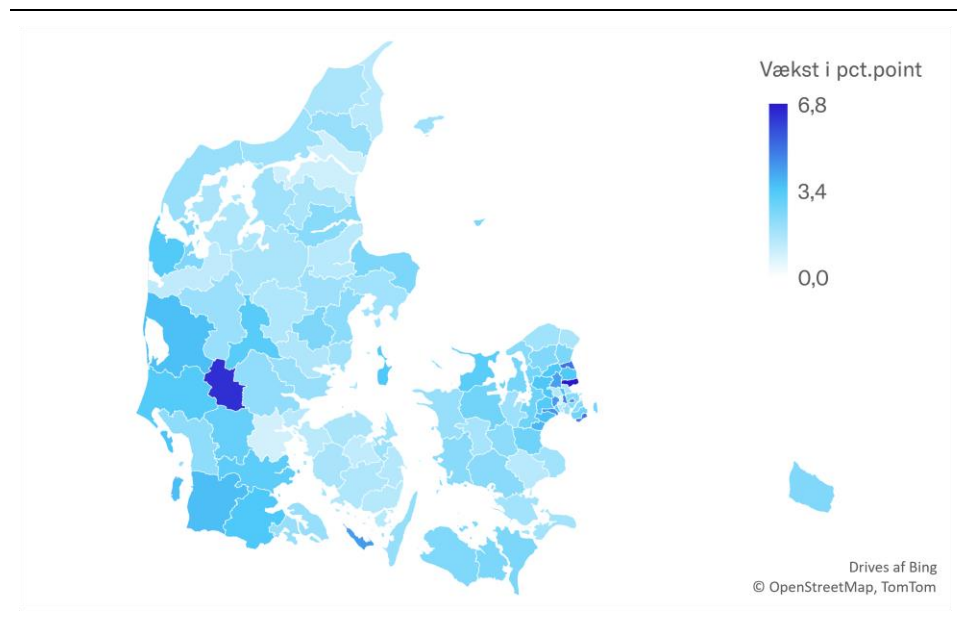 Vækst i pct.point
6,8
3,4
0,0
Drives af Bing
© OpenStreetMap, TomTom